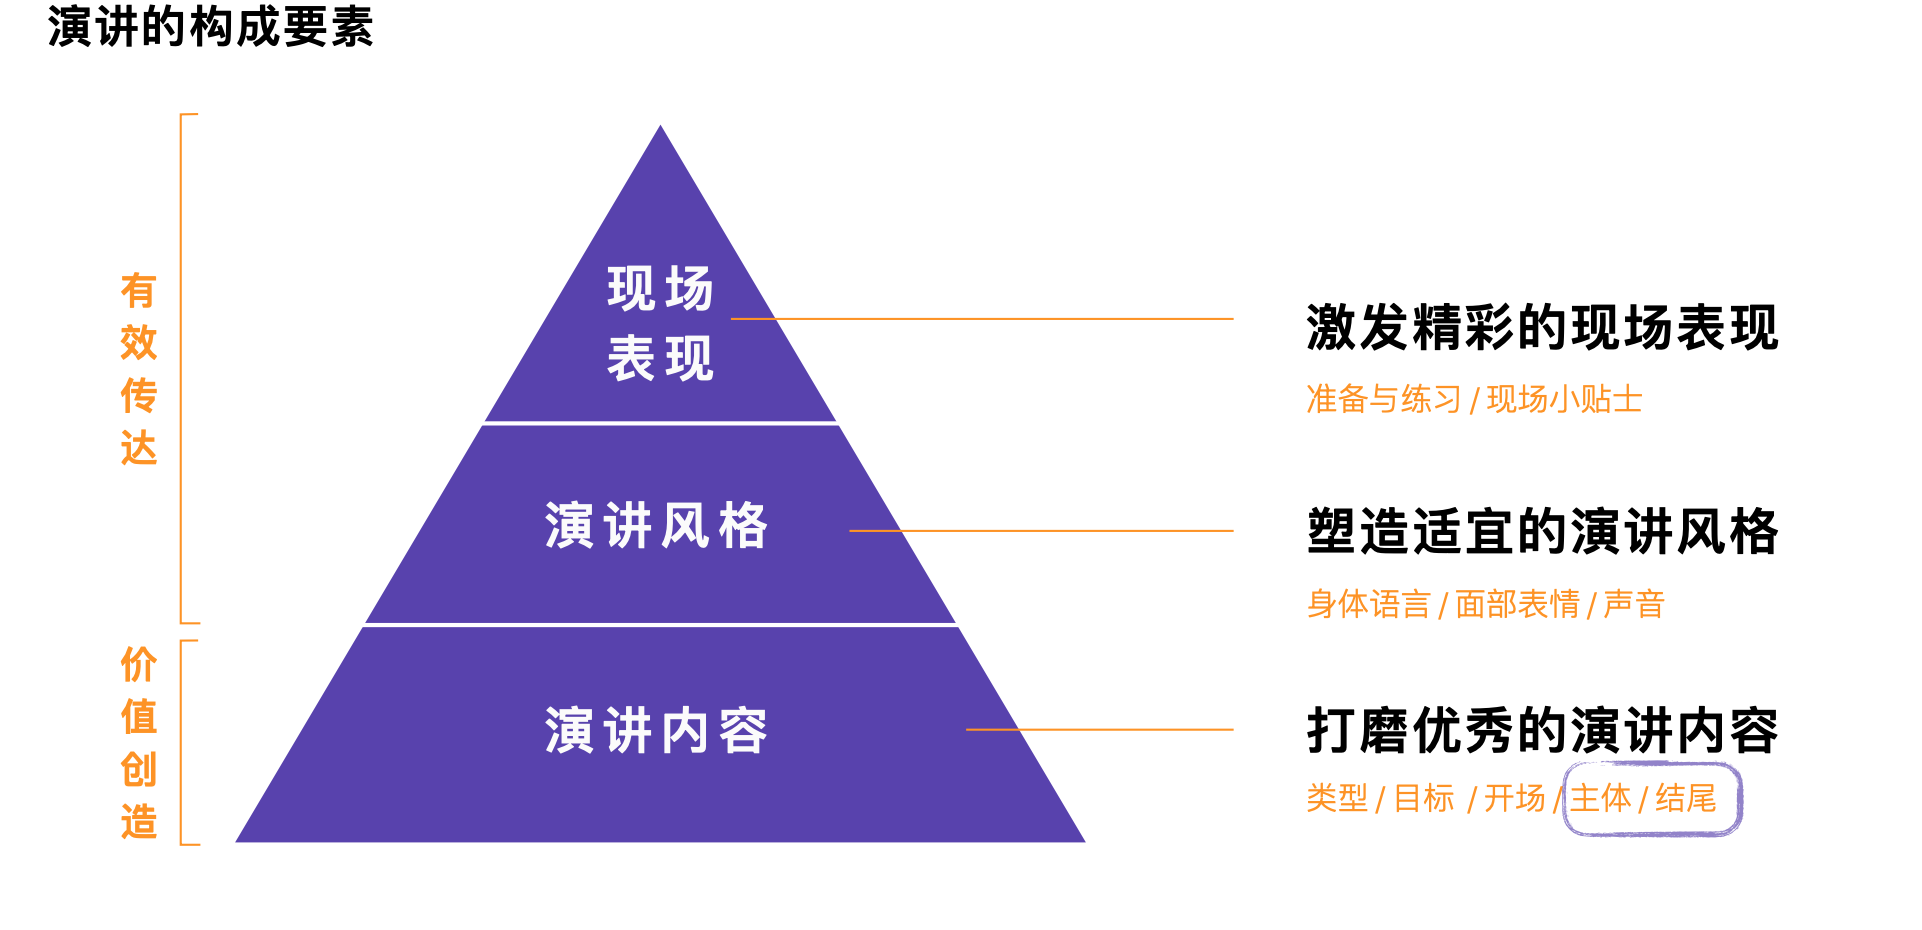 演讲的构成要素
有效传达
价值创造
现场
表现
演讲风格
演讲内容
激发精彩的现场表现
准备与练习 / 现场小贴士
塑造适宜的演讲风格
身体语言 / 面部表情 / 声音
打磨优秀的演讲内容
类型 / 目标 / 开场 / 主体 / 结尾